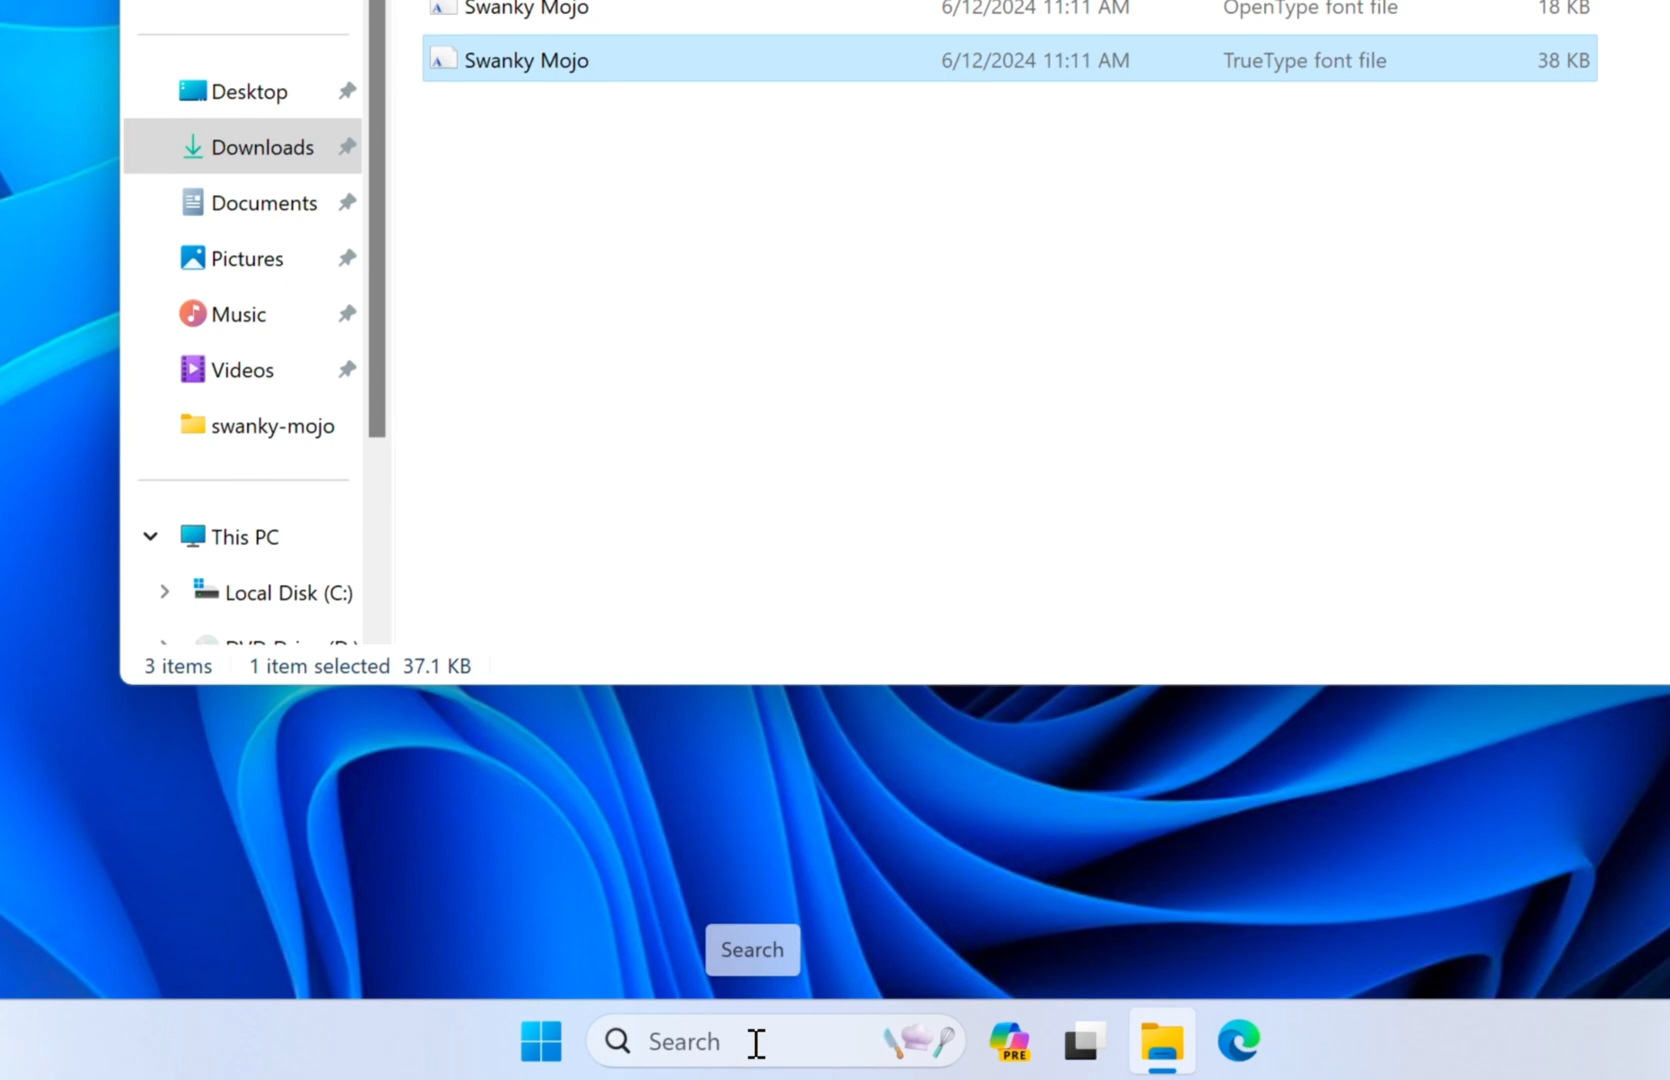 Swanky Mojo 6/12/2024 11:11 AM OpenType font file 18 KB
Swanky Mojo 6/12/2024 11:11 AM TrueType font file 38 KB
Desktop
Downloads
Documents
Pictures
Music
Videos
swanky-mojo
This PC
Local Disk (C:)
3 items 1 item selected 37.1 KB
Search
Search
PRE